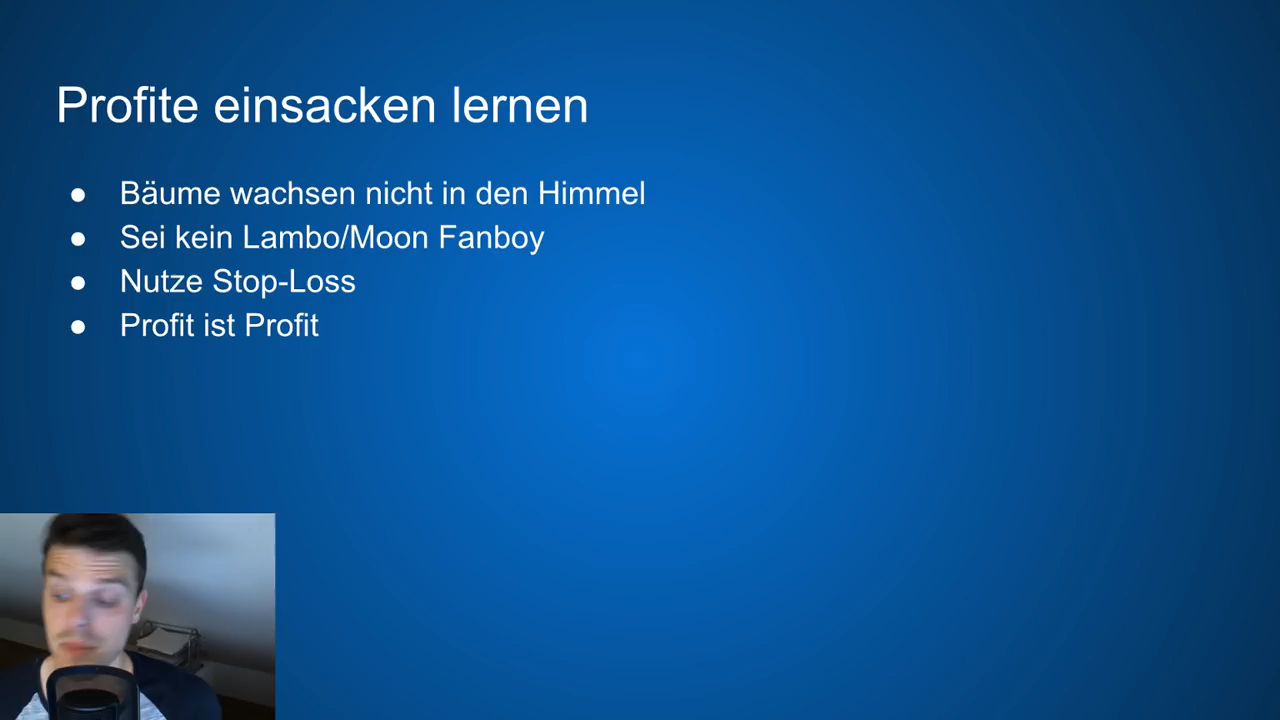 Profite einsacken lernen
● Bäume wachsen nicht in den Himmel
● Sei kein Lambo/Moon Fanboy
● Nutze Stop-Loss
● Profit ist Profit